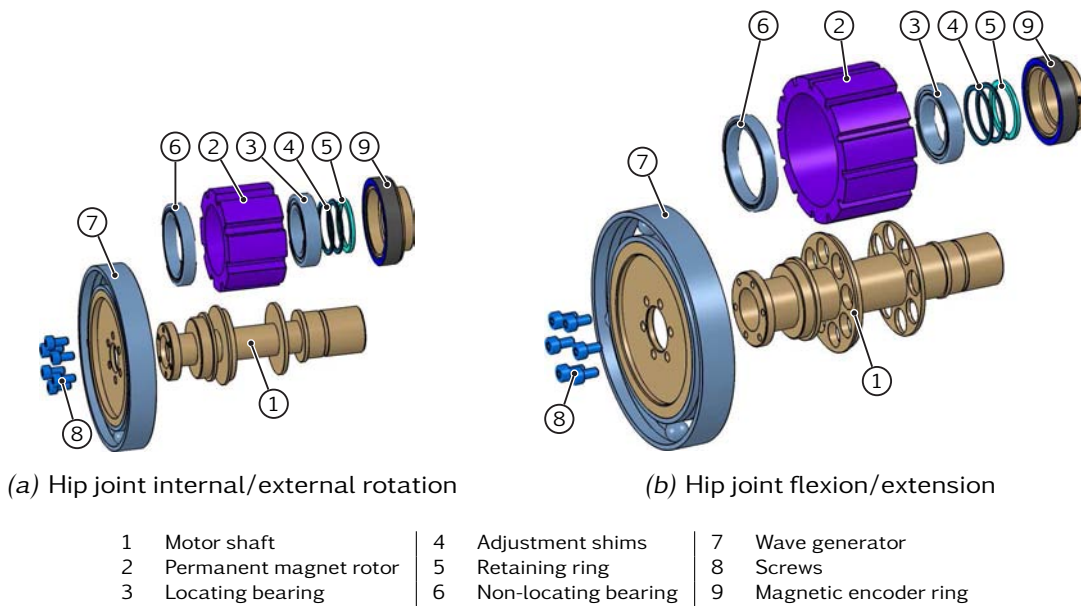 6 2 3 4 5 9
7
1
8
(a) Hip joint internal/external rotation
6 2 3 4 5 9
7
1
8
(b) Hip joint flexion/extension
1 Motor shaft 4 Adjustment shims 7 Wave generator
2 Permanent magnet rotor 5 Retaining ring 8 Screws
3 Locating bearing 6 Non-locating bearing 9 Magnetic encoder ring